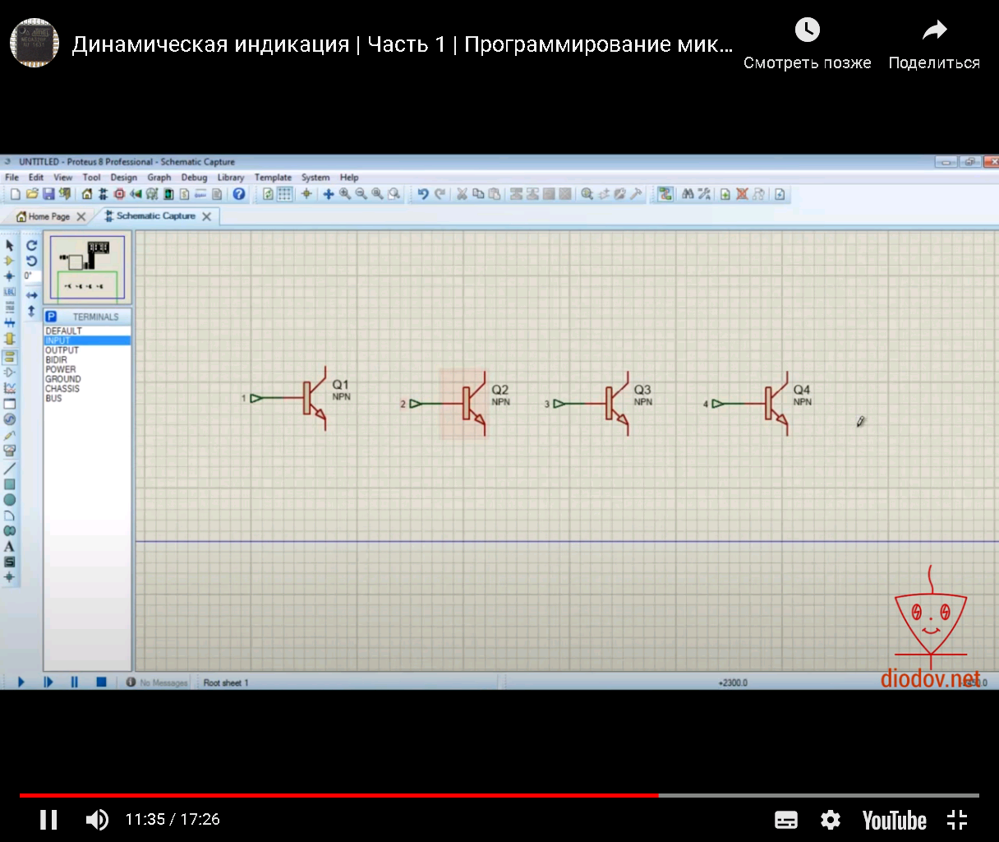 Динамическая индикация | Часть 1 | Программирование мик...
Смотреть позже
Поделиться
UNTITLED - Proteus 8 Professional - Schematic Capture
File Edit View Tool Design Graph Debug Library Template System Help
Home Page
Schematic Capture
0°
LBL
P TERMINALS
DEFAULT
INPUT
OUTPUT
BIDIR
POWER
GROUND
CHASSIS
BUS
1
Q1
NPN
2
Q2
NPN
3
Q3
NPN
4
Q4
NPN
A
S
diodov.net
No Messages
Root sheet 1
+2300.0
11:35 / 17:26
YouTube